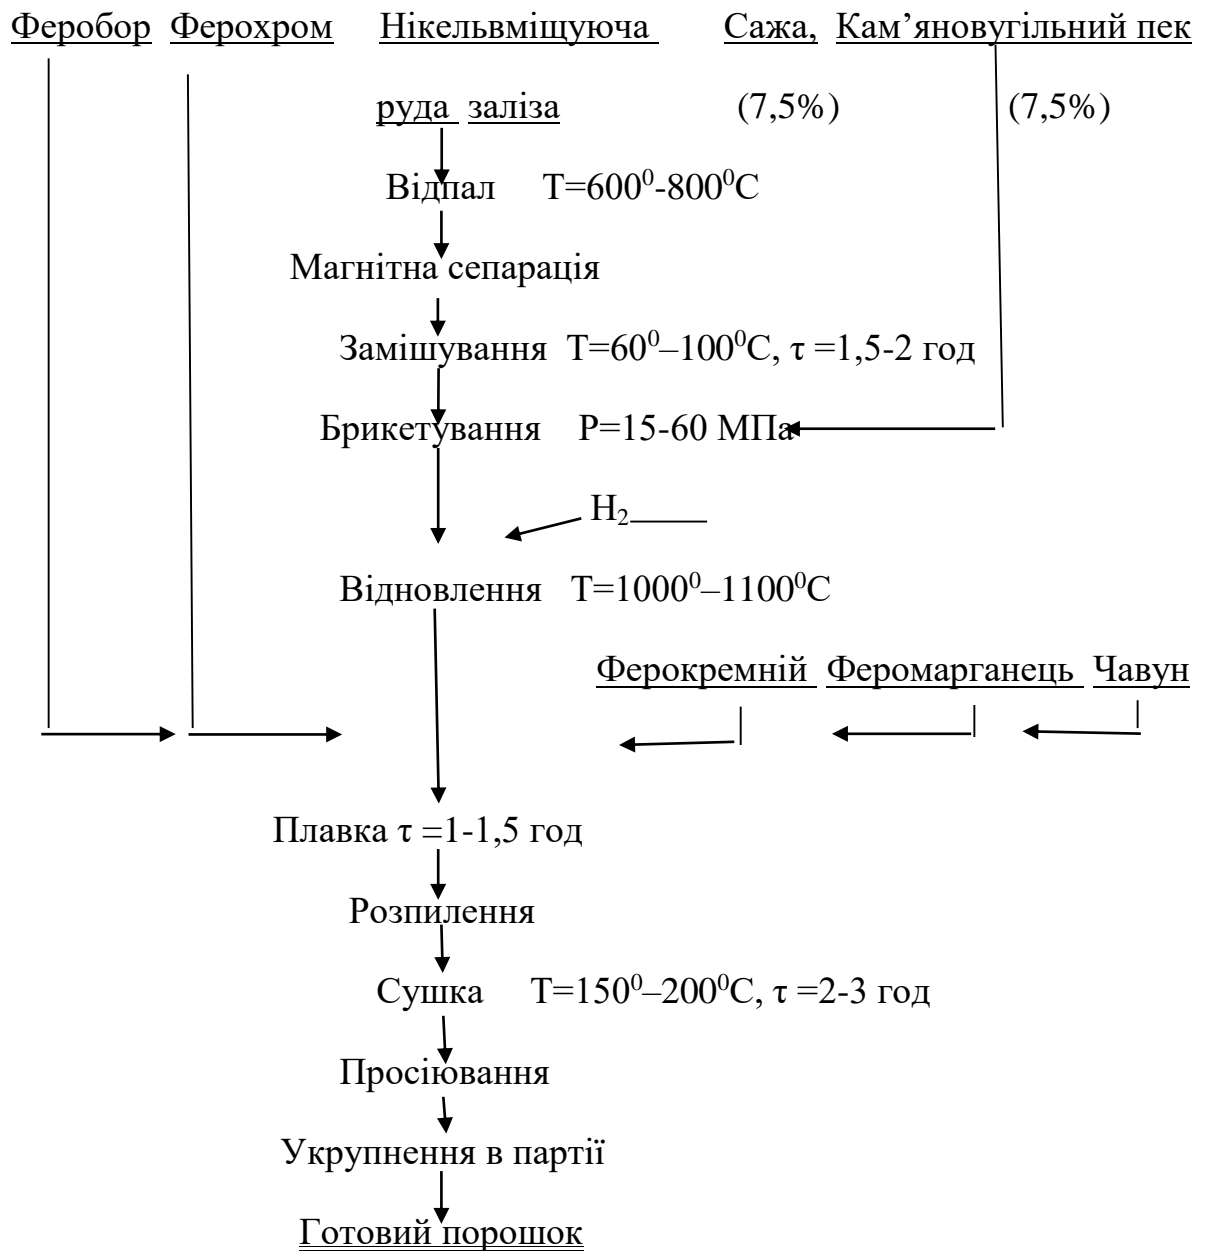 Феробор Ферохром Нікельвміщуюча Сажа, Кам’яновугільний пек
руда заліза (7,5%) (7,5%)
Відпал T=600⁰-800⁰C
Магнітна сепарація
Замішування T=60⁰–100⁰C, τ =1,5-2 год
Брикетування P=15-60 МПа
H₂
Відновлення T=1000⁰–1100⁰C
Ферокремній Феромарганець Чавун
Плавка τ =1-1,5 год
Розпилення
Сушка T=150⁰–200⁰C, τ =2-3 год
Просіювання
Укрупнення в партії
Готовий порошок